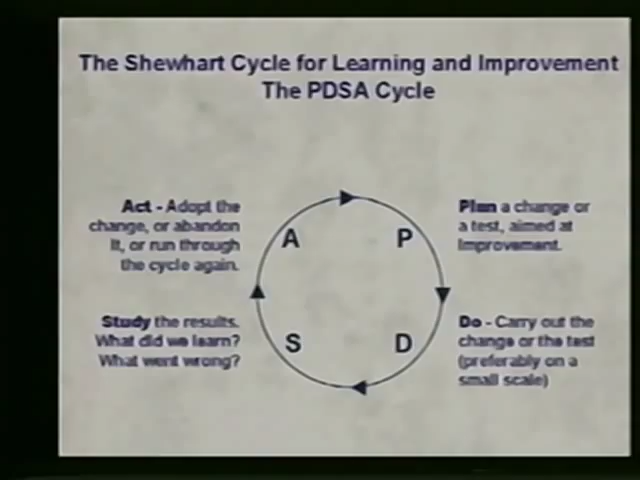 The Shewhart Cycle for Learning and Improvement
The PDSA Cycle
Act - Adopt the
change, or abandon
it, or run through
the cycle again.
A
P
Plan a change or
a test, aimed at
Improvement.
Study the results.
What did we learn?
What went wrong?
S
D
Do - Carry out the
change or the test
(preferably on a
small scale)